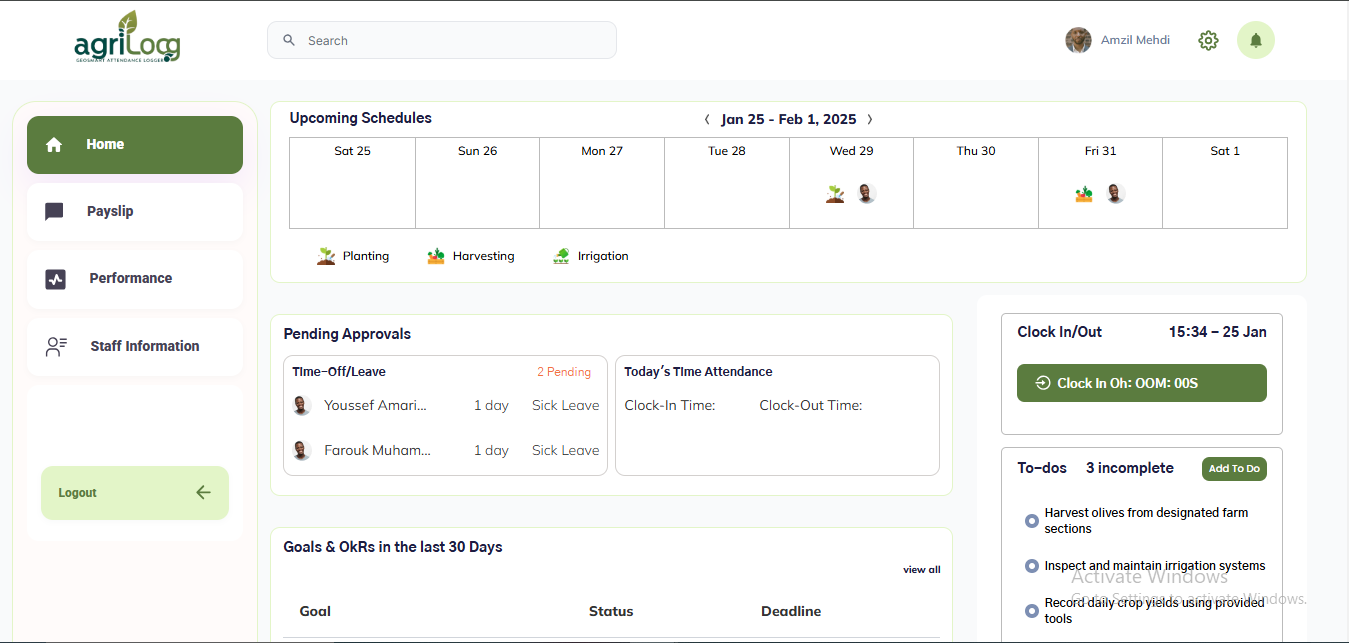 agriLocg
GEOSMART ATTENDANCE LOGGER
Search
Amzil Mehdi
Home
Payslip
Performance
Staff Information
Logout
Upcoming Schedules
‹ Jan 25 - Feb 1, 2025 ›
Sat 25 Sun 26 Mon 27 Tue 28 Wed 29 Thu 30 Fri 31 Sat 1
Planting Harvesting Irrigation
Pending Approvals
Time-Off/Leave 2 Pending
Youssef Amari... 1 day Sick Leave
Farouk Muham... 1 day Sick Leave
Today's Time Attendance
Clock-In Time: Clock-Out Time:
Clock In/Out 15:34 – 25 Jan
Clock In 0h: 00M: 00S
To-dos 3 incomplete Add To Do
Harvest olives from designated farm
sections
Inspect and maintain irrigation systems
Record daily crop yields using provided
tools
Activate Windows
Go to Settings to activate Windows.
Goals & OkRs in the last 30 Days
view all
Goal Status Deadline